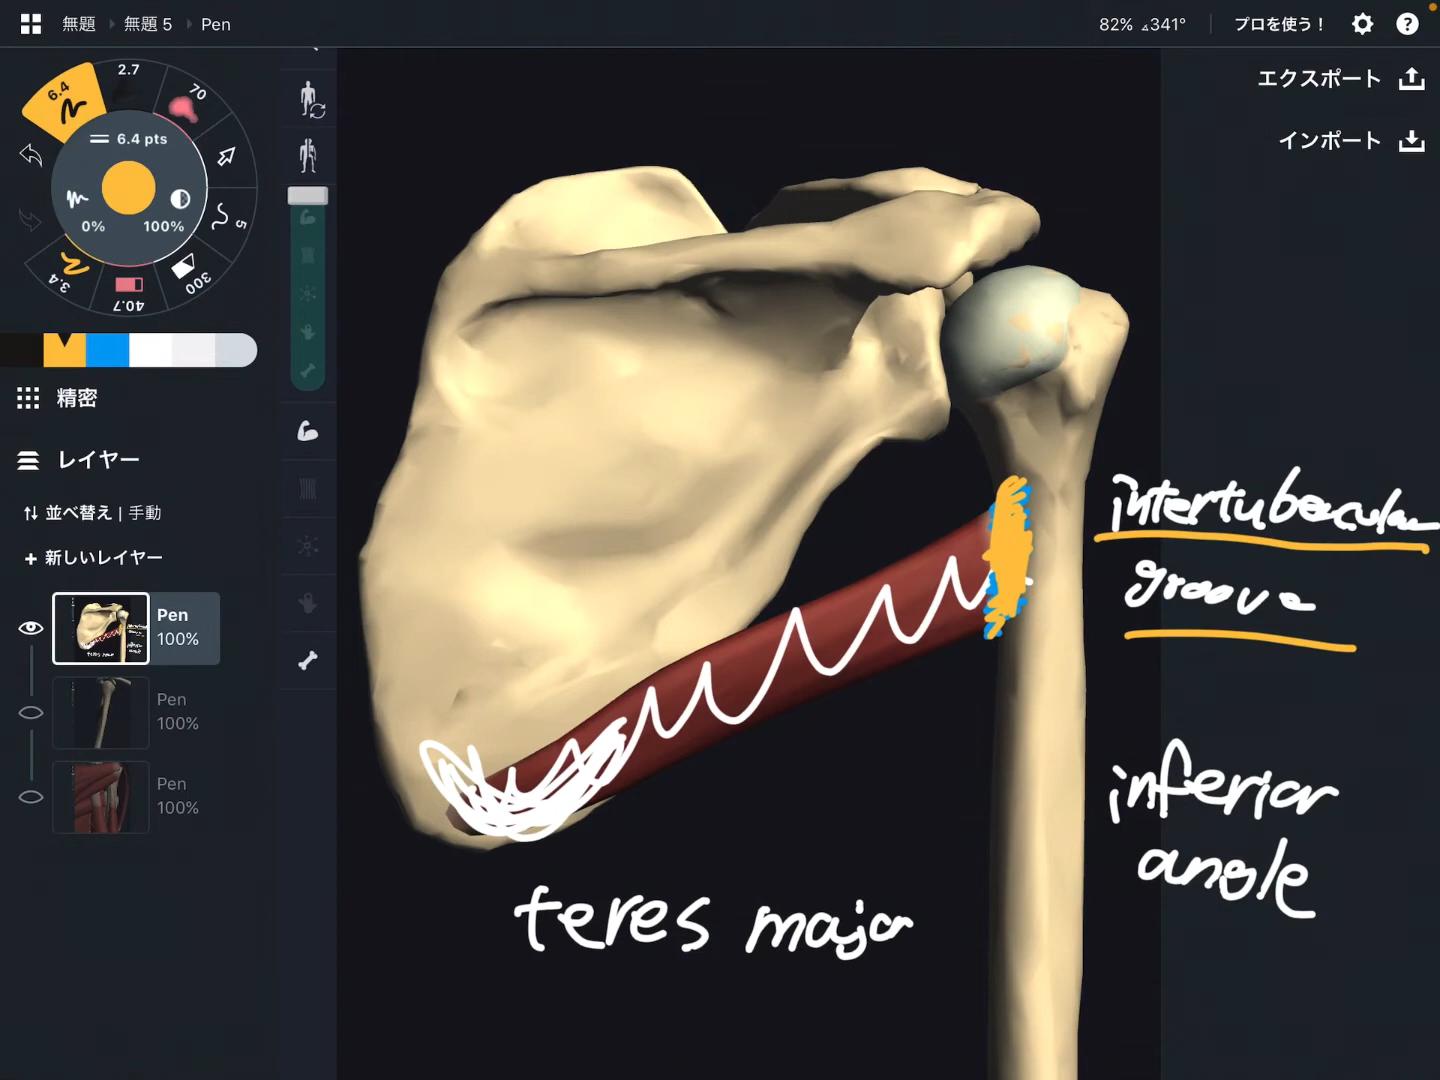 無題 無題 5 Pen
82% ⊿341° プロを使う！
エクスポート
インポート
6.4
2.7
70
6.4 pts
0% 100%
5
300
40.7
3.4
精密
レイヤー
並べ替え | 手動
+ 新しいレイヤー
Pen
100%
Pen
100%
Pen
100%
intertubercular
groove
inferior
angle
teres major